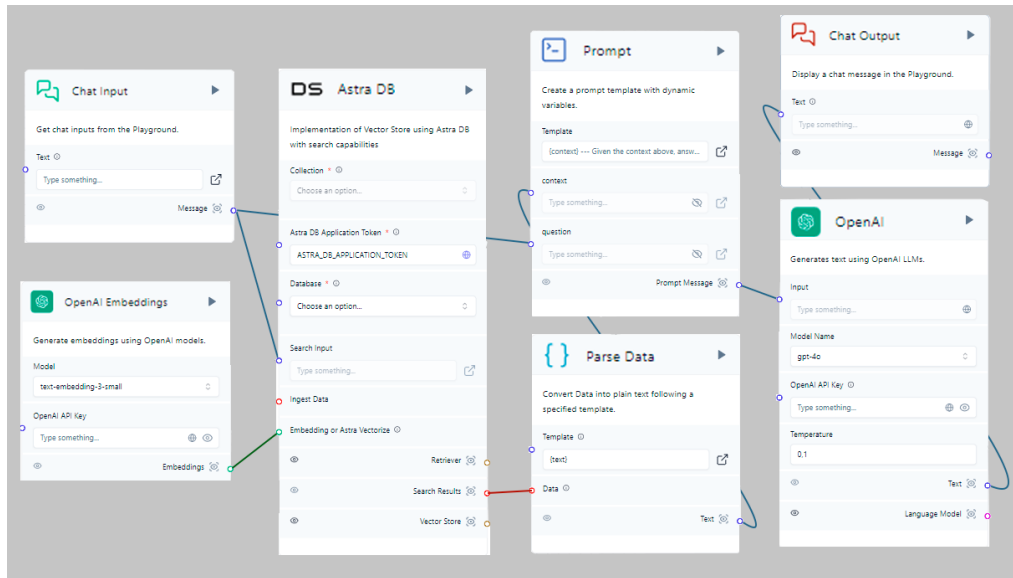 Chat Input
Get chat inputs from the Playground.
Text
Type something...
Message
OpenAI Embeddings
Generate embeddings using OpenAI models.
Model
text-embedding-3-small
OpenAI API Key
Type something...
Embeddings
DS Astra DB
Implementation of Vector Store using Astra DB
with search capabilities
Collection *
Choose an option...
Astra DB Application Token *
ASTRA_DB_APPLICATION_TOKEN
Database *
Choose an option...
Search Input
Type something...
Ingest Data
Embedding or Astra Vectorize
Retriever
Search Results
Vector Store
Prompt
Create a prompt template with dynamic
variables.
Template
{context} --- Given the context above, answ...
context
Type something...
question
Type something...
Prompt Message
{} Parse Data
Convert Data into plain text following a
specified template.
Template
{text}
Data
Text
Chat Output
Display a chat message in the Playground.
Text
Type something...
Message
OpenAI
Generates text using OpenAI LLMs.
Input
Type something...
Model Name
gpt-4o
OpenAI API Key
Type something...
Temperature
0.1
Text
Language Model